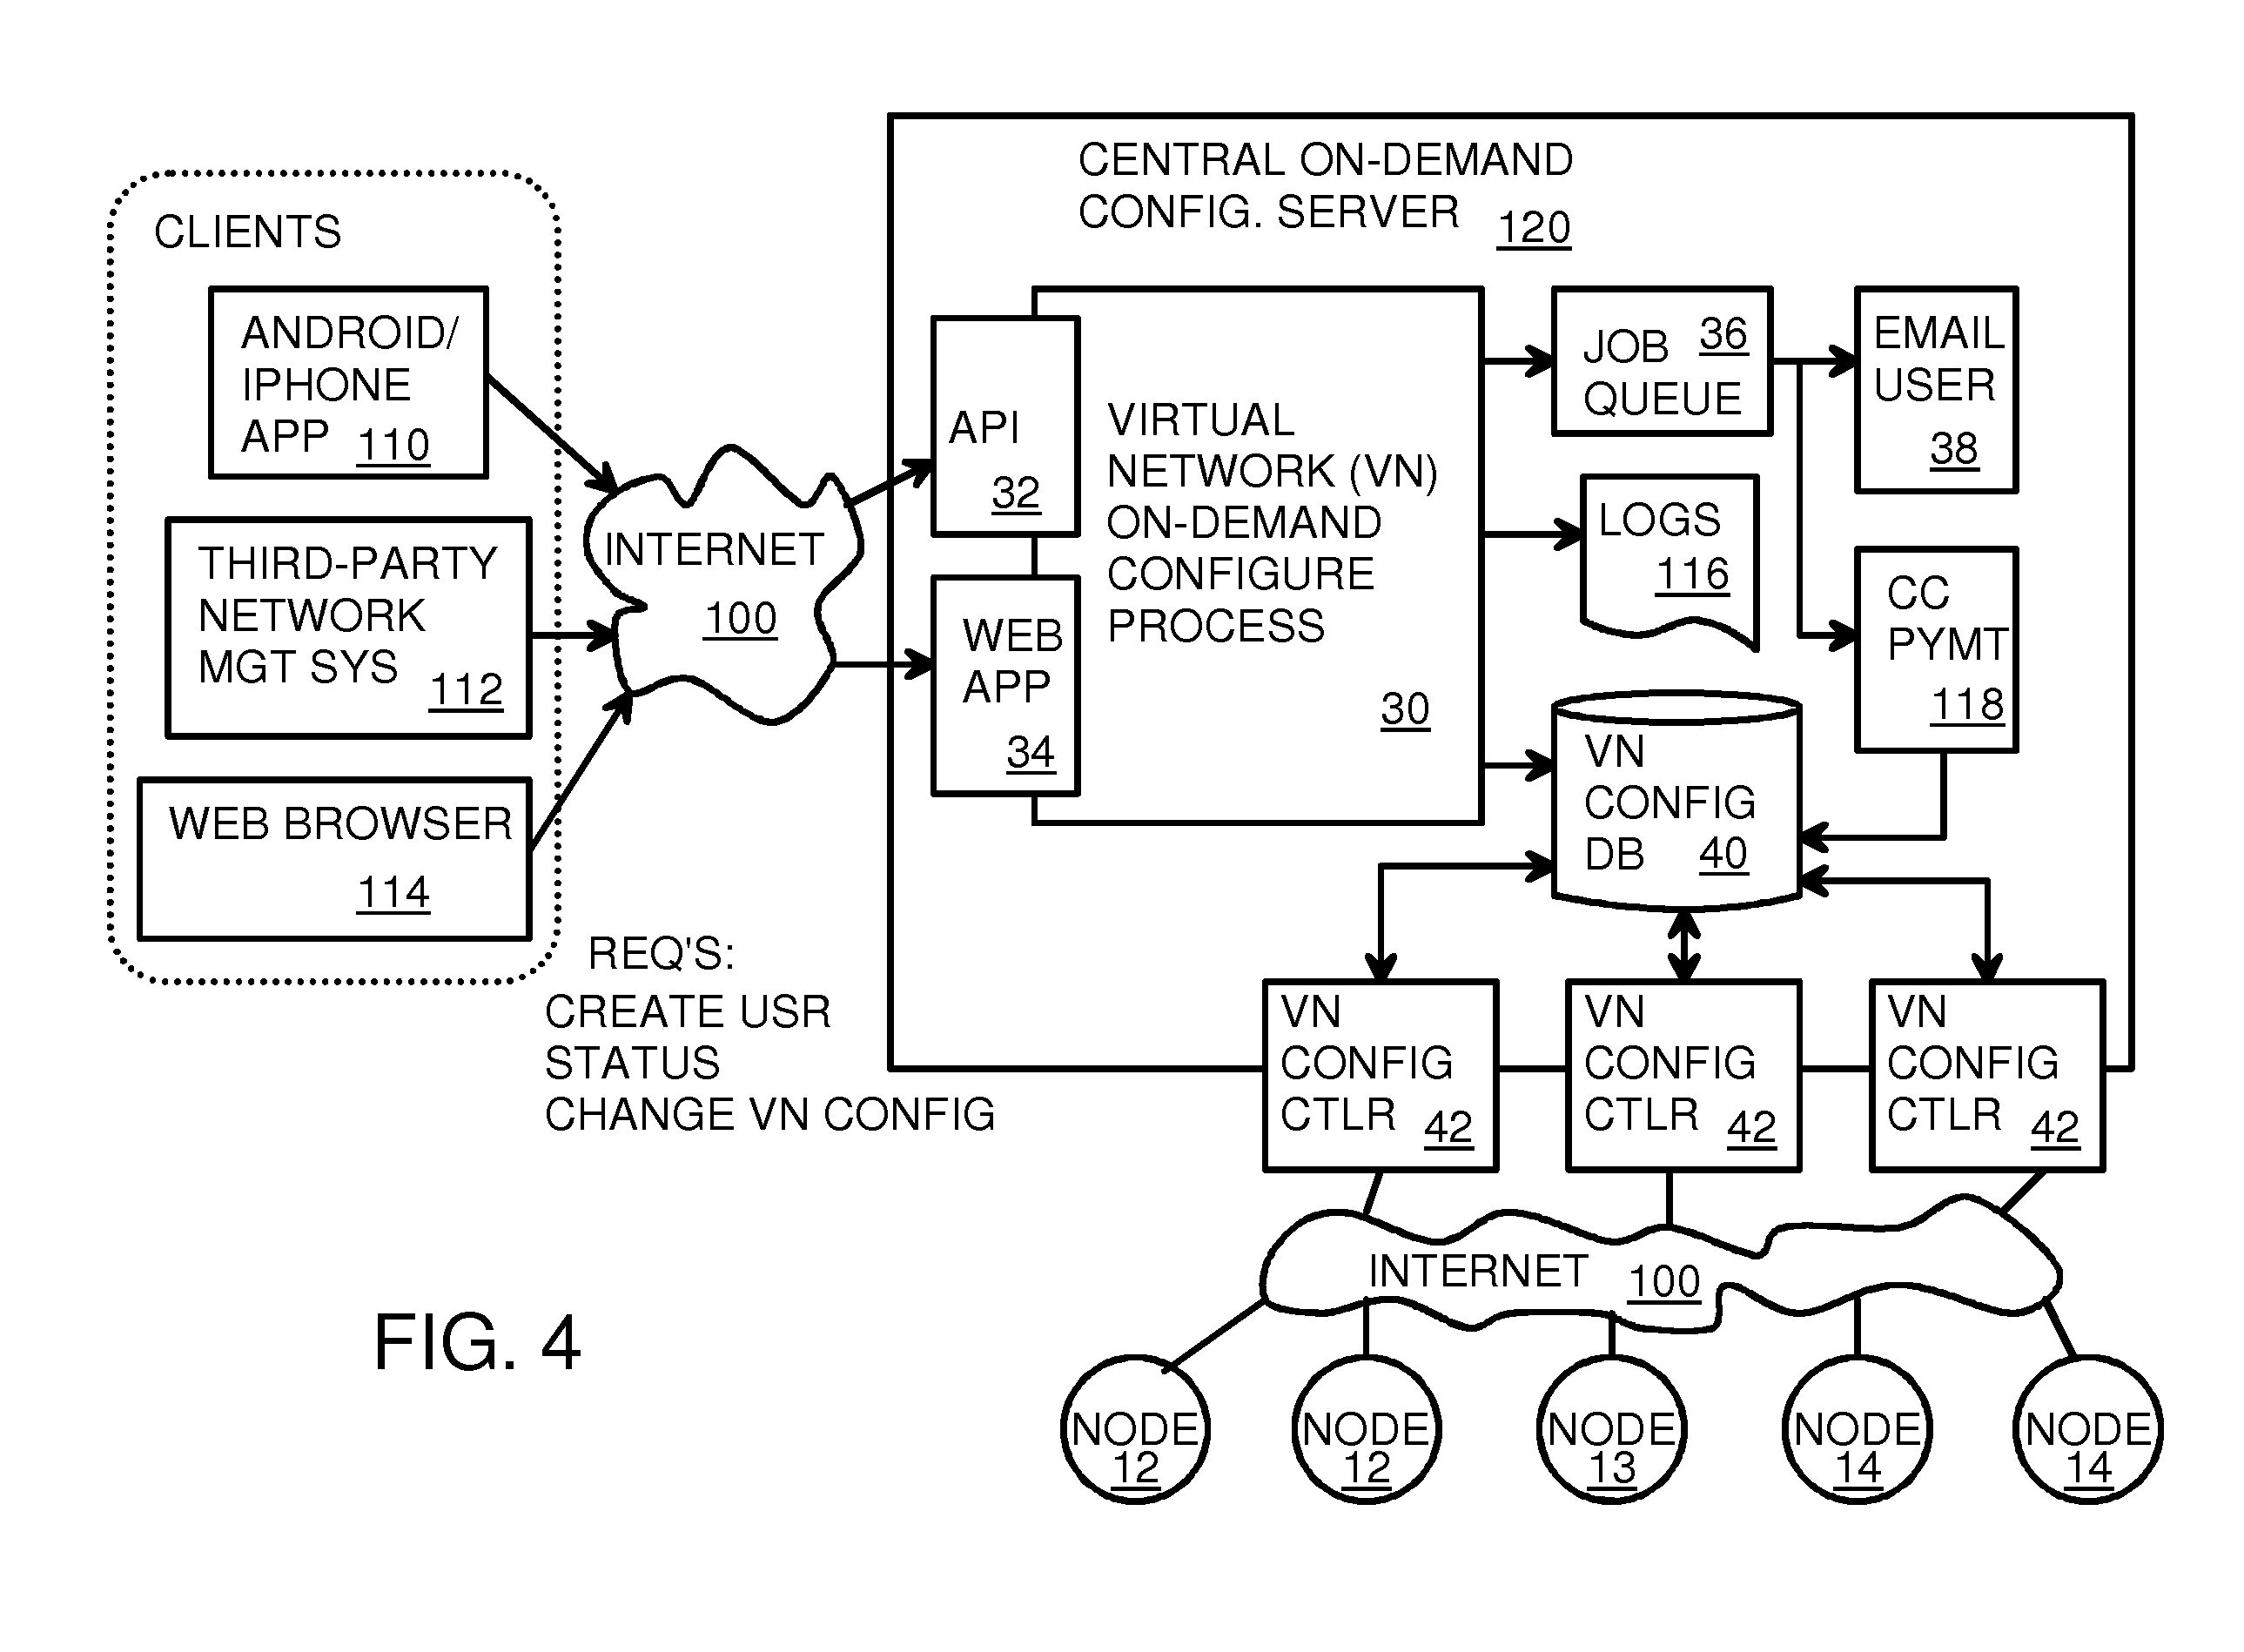 CENTRAL ON-DEMAND
CONFIG. SERVER 120
CLIENTS
ANDROID/
IPHONE
APP 110
THIRD-PARTY
NETWORK
MGT SYS 112
WEB BROWSER
114
INTERNET
100
REQ'S:
CREATE USR
STATUS
CHANGE VN CONFIG
API
32
WEB
APP
34
VIRTUAL
NETWORK (VN)
ON-DEMAND
CONFIGURE
PROCESS
30
JOB 36
QUEUE
EMAIL
USER
38
LOGS
116
CC
PYMT
118
VN
CONFIG
DB 40
VN
CONFIG
CTLR 42
VN
CONFIG
CTLR 42
VN
CONFIG
CTLR 42
INTERNET 100
NODE
12
NODE
12
NODE
13
NODE
14
NODE
14
FIG. 4